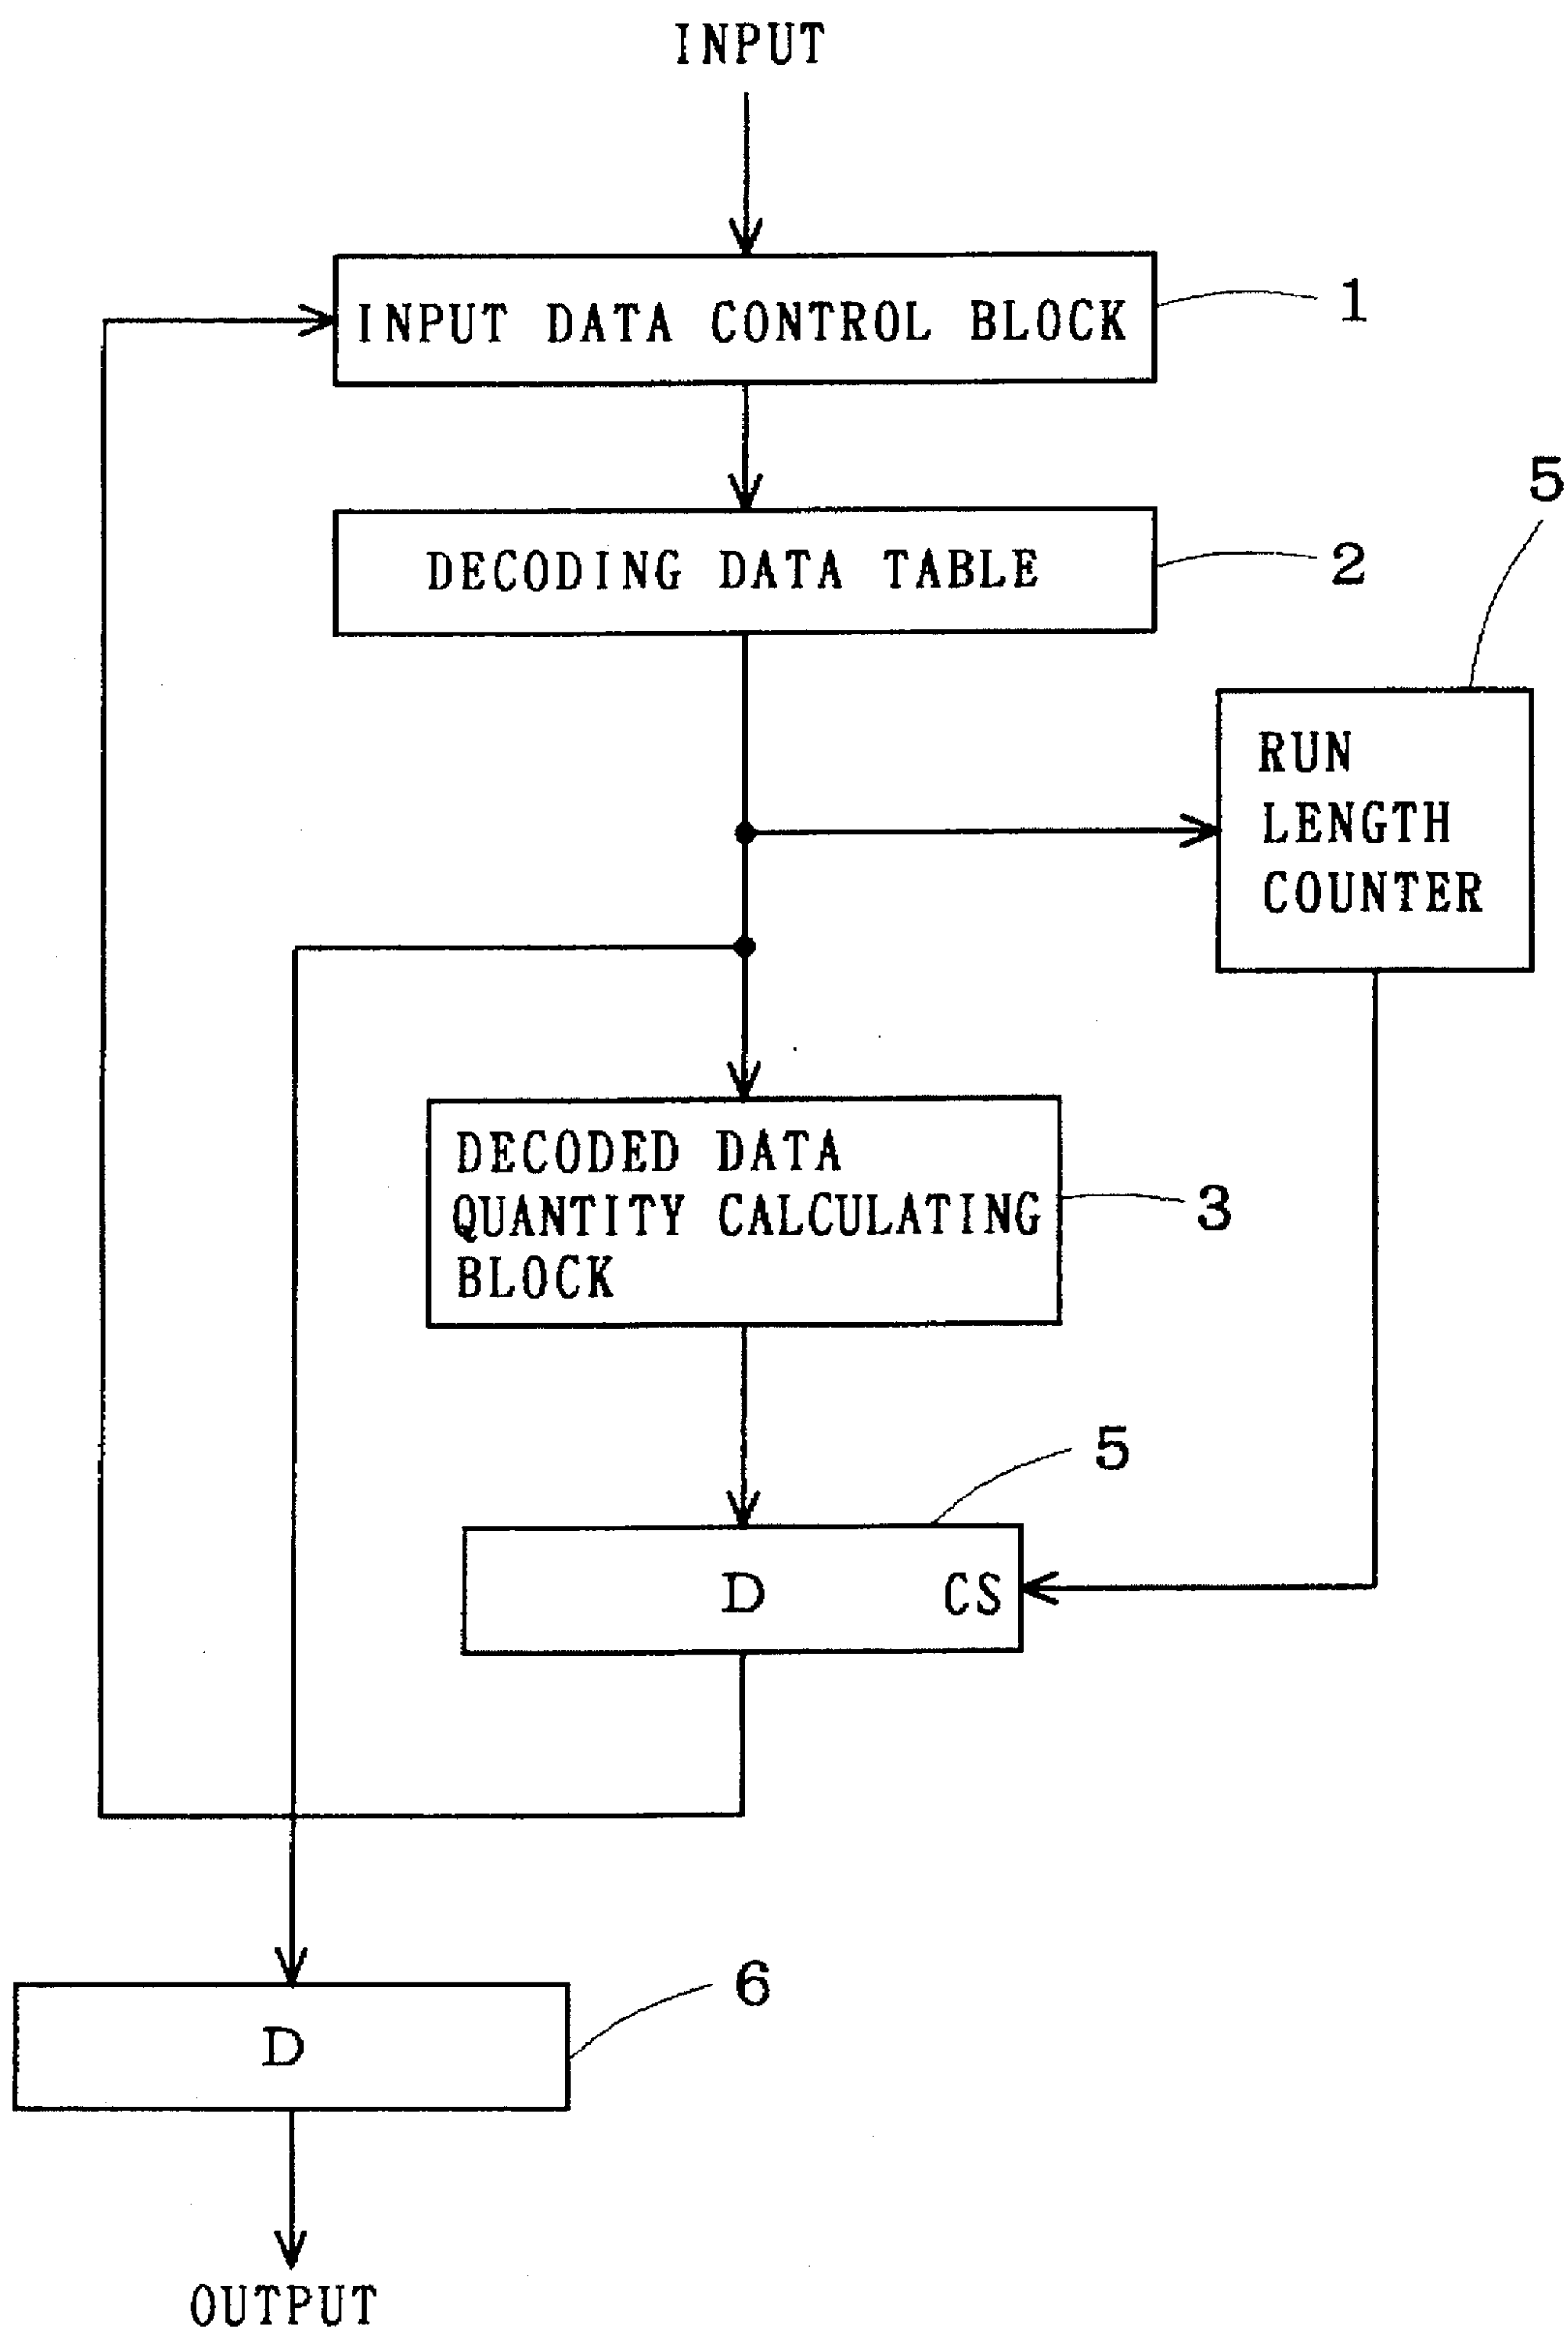 INPUT
INPUT DATA CONTROL BLOCK
1
DECODING DATA TABLE
2
5
RUN
LENGTH
COUNTER
DECODED DATA
QUANTITY CALCULATING
BLOCK
3
5
D
CS
6
D
OUTPUT